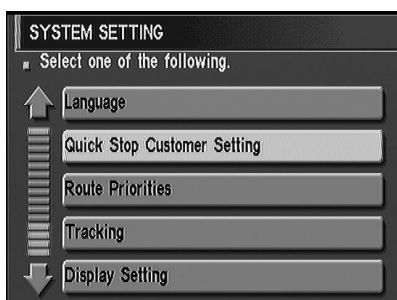 SYSTEM SETTING
Select one of the following.
Language
Quick Stop Customer Setting
Route Priorities
Tracking
Display Setting